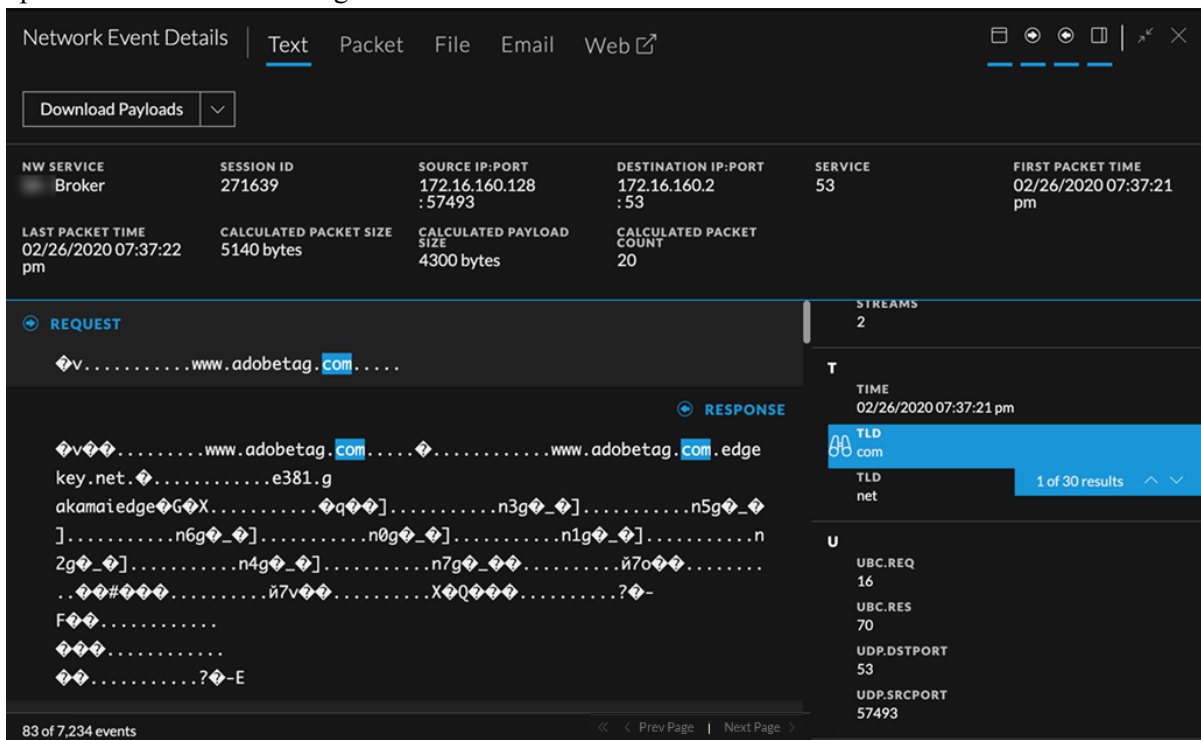 Network Event Details
Text Packet File Email Web
Download Payloads
NW SERVICE
Broker
SESSION ID
271639
SOURCE IP:PORT
172.16.160.128
: 57493
DESTINATION IP:PORT
172.16.160.2
: 53
SERVICE
53
FIRST PACKET TIME
02/26/2020 07:37:21
pm
LAST PACKET TIME
02/26/2020 07:37:22
pm
CALCULATED PACKET SIZE
5140 bytes
CALCULATED PAYLOAD
SIZE
4300 bytes
CALCULATED PACKET
COUNT
20
REQUEST
�v...........www.adobetag.com.....
RESPONSE
�v��.........www.adobetag.com.....�............www.adobetag.com.edge
key.net.�............e381.g
akamaiedge�G�X...........�q��]...........n3g�_�]...........n5g�_�
]...........n6g�_�]...........n0g�_�]...........n1g�_�]...........n
2g�_�]...........n4g�_�]...........n7g�_��..........й7o��........
..��#���..........й7v��..........X�Q���..........?�-
F��............
���............
��...........?�-E
83 of 7,234 events
« < Prev Page | Next Page >
STREAMS
2
T
TIME
02/26/2020 07:37:21 pm
TLD
com
TLD
net
1 of 30 results
U
UBC.REQ
16
UBC.RES
70
UDP.DSTPORT
53
UDP.SRCPORT
57493